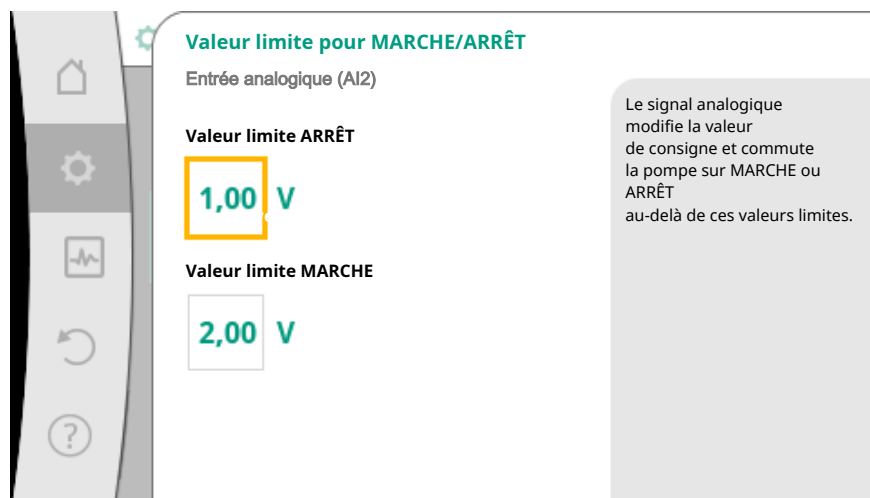 Valeur limite pour MARCHE/ARRÊT
Entrée analogique (AI2)
Valeur limite ARRÊT
1,00 V
Valeur limite MARCHE
2,00 V
Le signal analogique
modifie la valeur
de consigne et commute
la pompe sur MARCHE ou
ARRÊT
au-delà de ces valeurs limites.
?